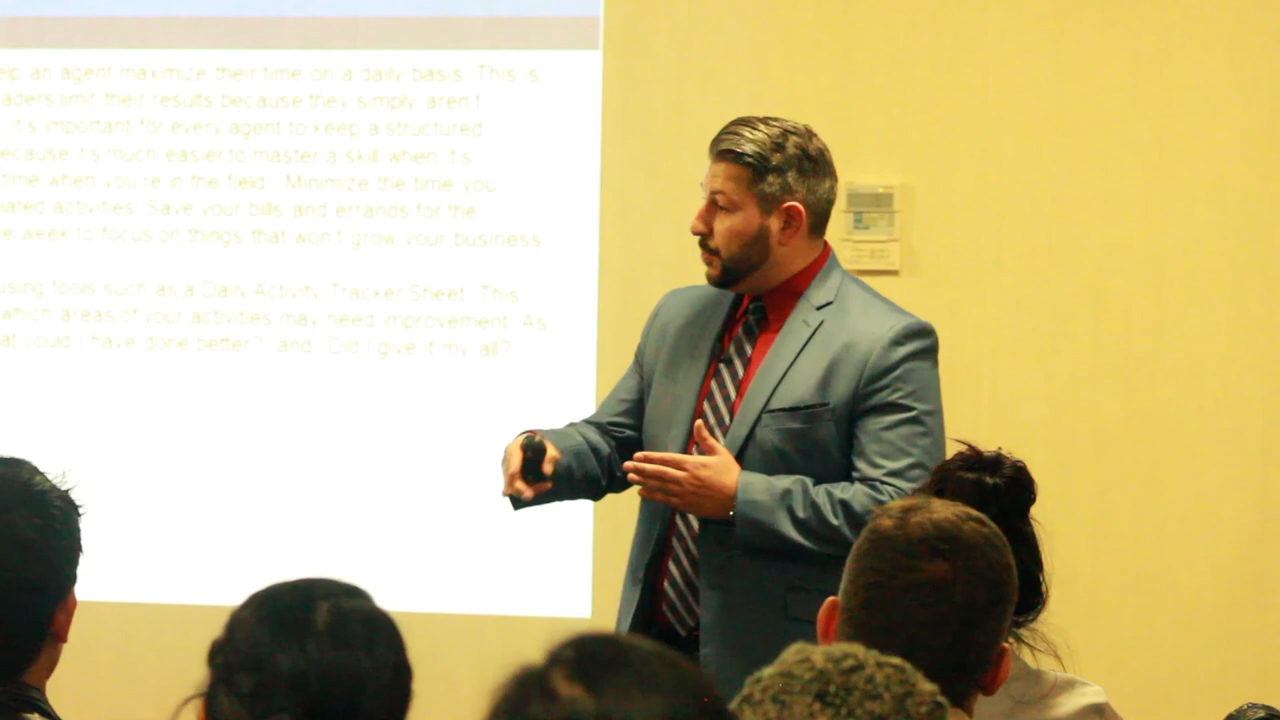 elp an agent maximize their time on a daily basis. This is
aders limit their results because they simply aren't
It's important for every agent to keep a structured
ecause it's much easier to master a skill when it's
time when you're in the field. Minimize the time you
iated activities. Save your bills and errands for the
e week to focus on things that won't grow your business.
using tools such as a Daily Activity Tracker Sheet. This
which areas of your activities may need improvement. As
at could I have done better?" and "Did I give it my all?"